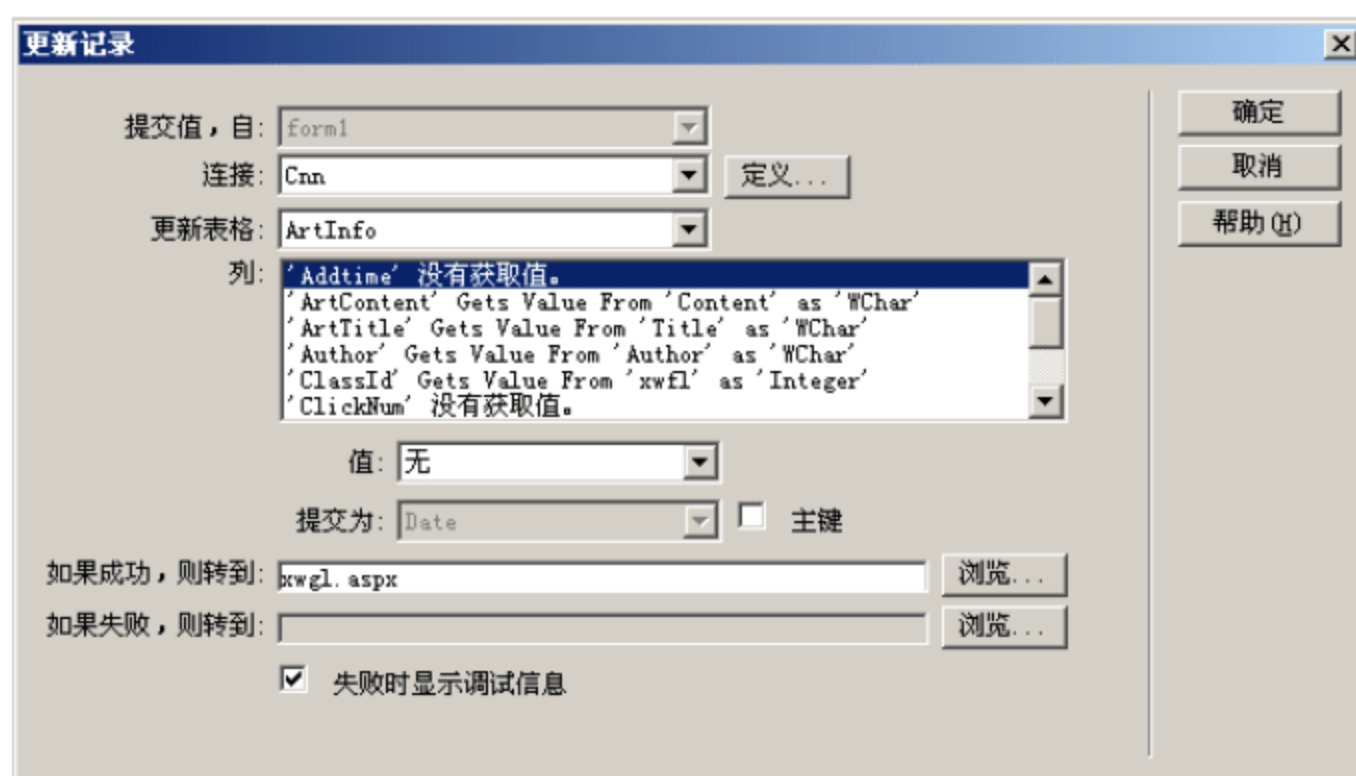 更新记录
提交值，自: form1
确定
连接: Cnn 定义...
取消
更新表格: ArtInfo
帮助(H)
列: 'Addtime' 没有获取值。
'ArtContent' Gets Value From 'Content' as 'WChar'
'ArtTitle' Gets Value From 'Title' as 'WChar'
'Author' Gets Value From 'Author' as 'WChar'
'ClassId' Gets Value From 'xwfl' as 'Integer'
'ClickNum' 没有获取值。
值: 无
提交为: Date 主键
如果成功，则转到: xwgl.aspx 浏览...
如果失败，则转到: 浏览...
失败时显示调试信息